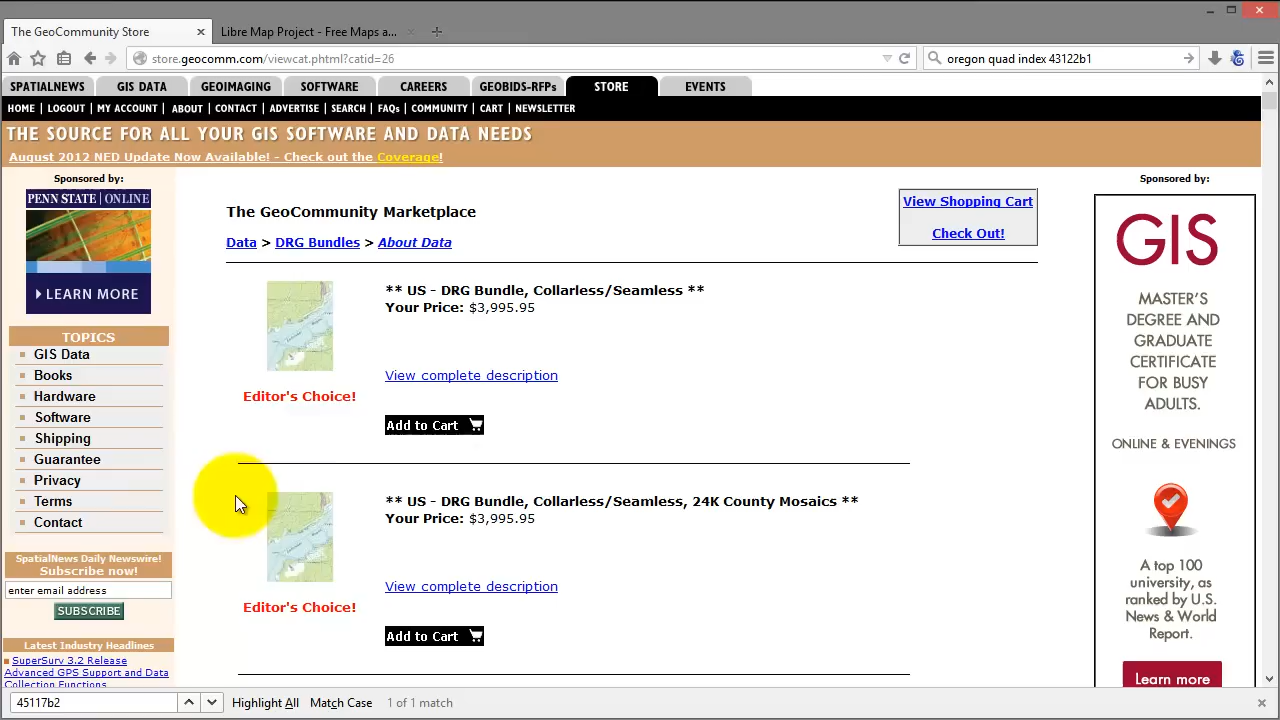 The GeoCommunity Store
Libre Map Project - Free Maps a...
store.geocomm.com/viewcat.phtml?catid=26
oregon quad index 43122b1
SPATIALNEWS GIS DATA GEOIMAGING SOFTWARE CAREERS GEOBIDS-RFPs STORE EVENTS
HOME | LOGOUT | MY ACCOUNT | ABOUT | CONTACT | ADVERTISE | SEARCH | FAQs | COMMUNITY | CART | NEWSLETTER
THE SOURCE FOR ALL YOUR GIS SOFTWARE AND DATA NEEDS
August 2012 NED Update Now Available! - Check out the Coverage!
Sponsored by:
PENN STATE | ONLINE
LEARN MORE
TOPICS
GIS Data
Books
Hardware
Software
Shipping
Guarantee
Privacy
Terms
Contact
SpatialNews Daily Newswire!
Subscribe now!
enter email address
SUBSCRIBE
Latest Industry Headlines
SuperSurv 3.2 Release
Advanced GPS Support and Data
Collection Functions
The GeoCommunity Marketplace
Data > DRG Bundles > About Data
View Shopping Cart
Check Out!
** US - DRG Bundle, Collarless/Seamless **
Your Price: $3,995.95
View complete description
Editor's Choice!
Add to Cart
** US - DRG Bundle, Collarless/Seamless, 24K County Mosaics **
Your Price: $3,995.95
View complete description
Editor's Choice!
Add to Cart
Sponsored by:
GIS
MASTER'S
DEGREE AND
GRADUATE
CERTIFICATE
FOR BUSY
ADULTS.
ONLINE & EVENINGS
A top 100
university, as
ranked by U.S.
News & World
Report.
Learn more
45117b2
Highlight All
Match Case
1 of 1 match